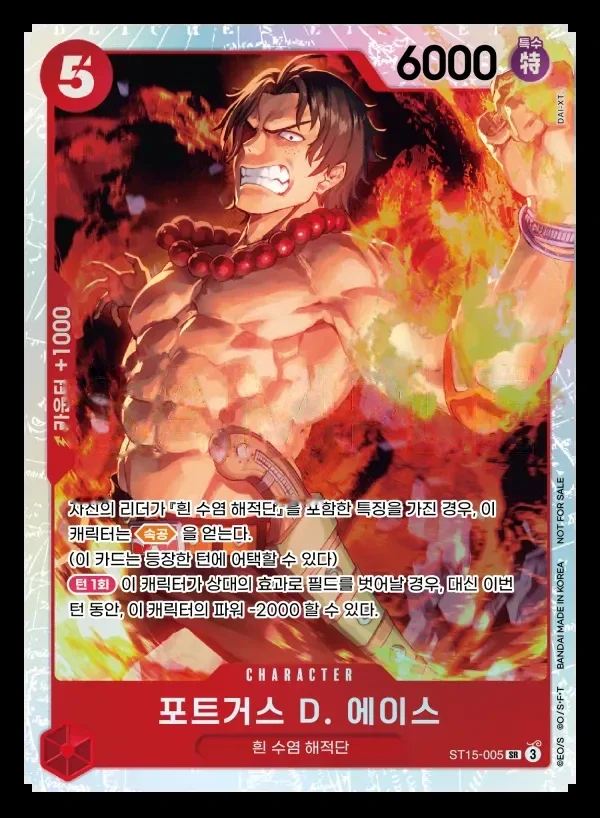 5
6000
특수
特
DAI-XT
카운터 +1000
자신의 리더가 『흰 수염 해적단』을 포함한 특징을 가진 경우, 이
캐릭터는 속공 을 얻는다.
(이 카드는 등장한 턴에 어택할 수 있다)
턴 1회 이 캐릭터가 상대의 효과로 필드를 벗어날 경우, 대신 이번
턴 동안, 이 캐릭터의 파워 -2000 할 수 있다.
CHARACTER
포트거스 D. 에이스
흰 수염 해적단
ST15-005 SR 3
©EO/S ©O/S·F·T BANDAI MADE IN KOREA NOT FOR SALE